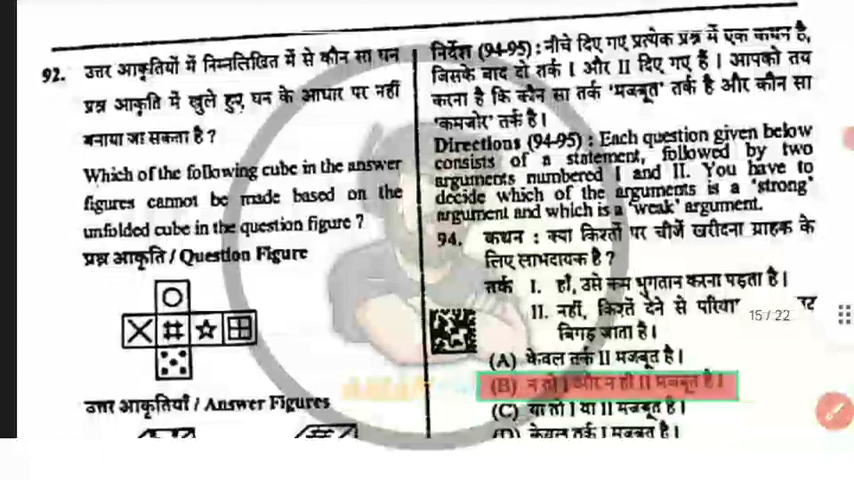 92. उत्तर आकृतियों में निम्नलिखित में से कौन सा घन
प्रश्न आकृति में खुले हुए घन के आधार पर नहीं
बनाया जा सकता है ?
Which of the following cube in the answer
figures cannot be made based on the
unfolded cube in the question figure ?
प्रश्न आकृति / Question Figure
उत्तर आकृतियाँ / Answer Figures
निर्देश (94-95) : नीचे दिए गए प्रत्येक प्रश्न में एक कथन है,
जिसके बाद दो तर्क I और II दिए गए हैं । आपको तय
करना है कि कौन सा तर्क 'मजबूत' तर्क है और कौन सा
'कमजोर' तर्क है ।
Directions (94-95) : Each question given below
consists of a statement, followed by two
arguments numbered I and II. You have to
decide which of the arguments is a 'strong'
argument and which is a 'weak' argument.
94. कथन : क्या किश्तों पर चीजें खरीदना ग्राहक के
लिए लाभदायक है ?
तर्क I. हाँ, उसे कम भुगतान करना पड़ता है ।
II. नहीं, किश्तें देने से
बिगड़ जाता है ।
15 / 22
(A) केवल तर्क II मजबूत है ।
(B) न तो I और न ही II मजबूत है ।
(C) या तो I या II मजबूत है ।
(D) केवल तर्क I मजबूत है ।